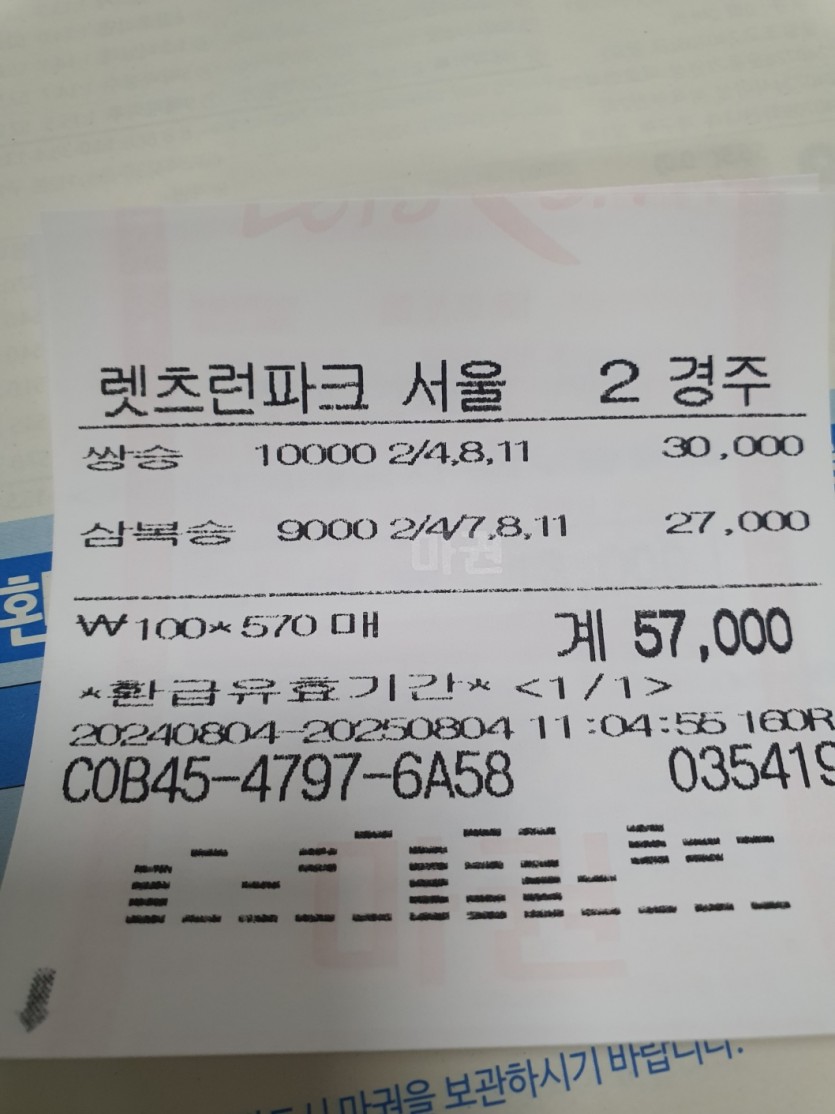 렛츠런파크 서울 2 경주
쌍승 10000 2/4,8,11 30,000
삼복승 9000 2/4/7,8,11 27,000
마권
₩100*570 매 계 57,000
*환급유효기간* <1/1>
20240804-20250804 11:04:55 160R
C0B45-4797-6A58 035419
마권
환
마권을 보관하시기 바랍니다.